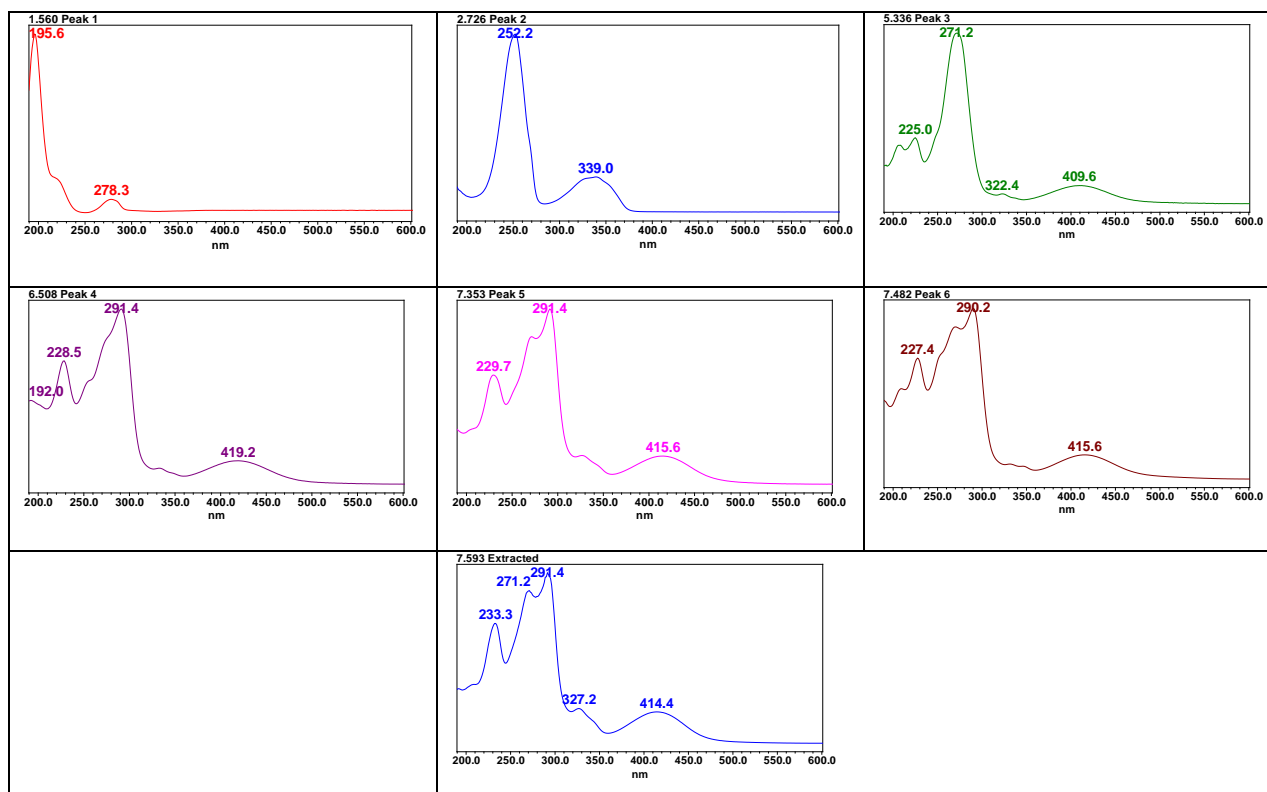 1.560 Peak 1
195.6
278.3
200.0 250.0 300.0 350.0 400.0 450.0 500.0 550.0 600.0
nm
2.726 Peak 2
252.2
339.0
200.0 250.0 300.0 350.0 400.0 450.0 500.0 550.0 600.0
nm
5.336 Peak 3
271.2
225.0
322.4
409.6
200.0 250.0 300.0 350.0 400.0 450.0 500.0 550.0 600.0
nm
6.508 Peak 4
291.4
228.5
192.0
419.2
200.0 250.0 300.0 350.0 400.0 450.0 500.0 550.0 600.0
nm
7.353 Peak 5
291.4
229.7
415.6
200.0 250.0 300.0 350.0 400.0 450.0 500.0 550.0 600.0
nm
7.482 Peak 6
290.2
227.4
415.6
200.0 250.0 300.0 350.0 400.0 450.0 500.0 550.0 600.0
nm
7.593 Extracted
291.4
271.2
233.3
327.2
414.4
200.0 250.0 300.0 350.0 400.0 450.0 500.0 550.0 600.0
nm